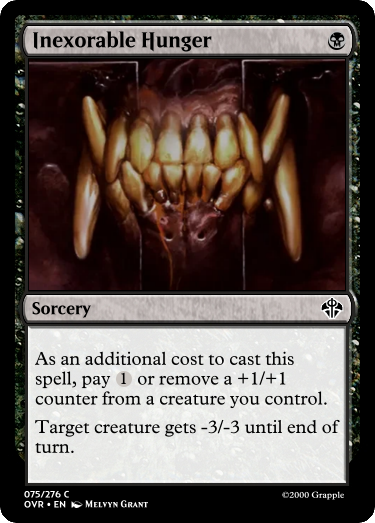 Inexorable Hunger
Sorcery
As an additional cost to cast this
spell, pay 1 or remove a +1/+1
counter from a creature you control.
Target creature gets -3/-3 until end of
turn.
075/276 C
OVR • EN Melvyn Grant
©2000 Grapple